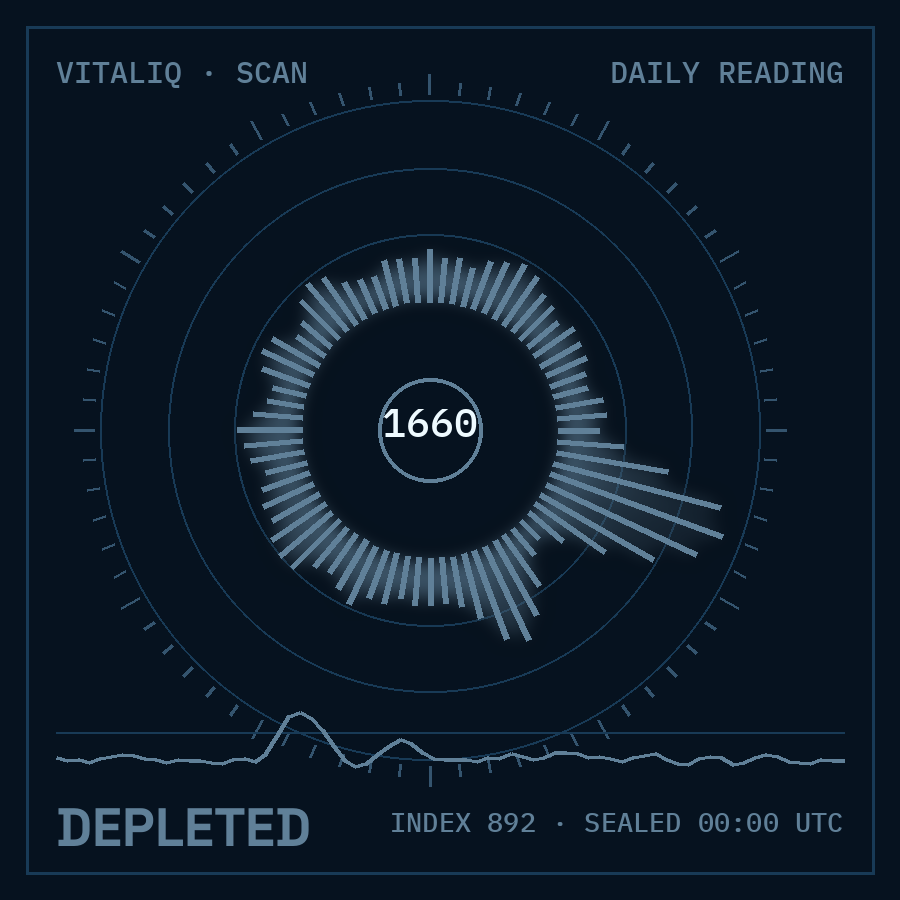 VITALIQ · SCAN
DAILY READING
1660
DEPLETED
INDEX 892 · SEALED 00:00 UTC